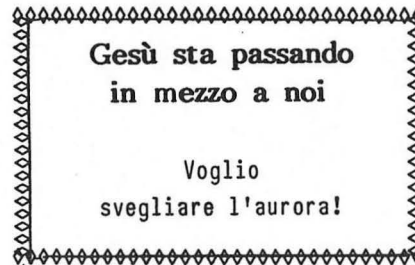 Gesù sta passando
in mezzo a noi
Voglio
svegliare l'aurora!